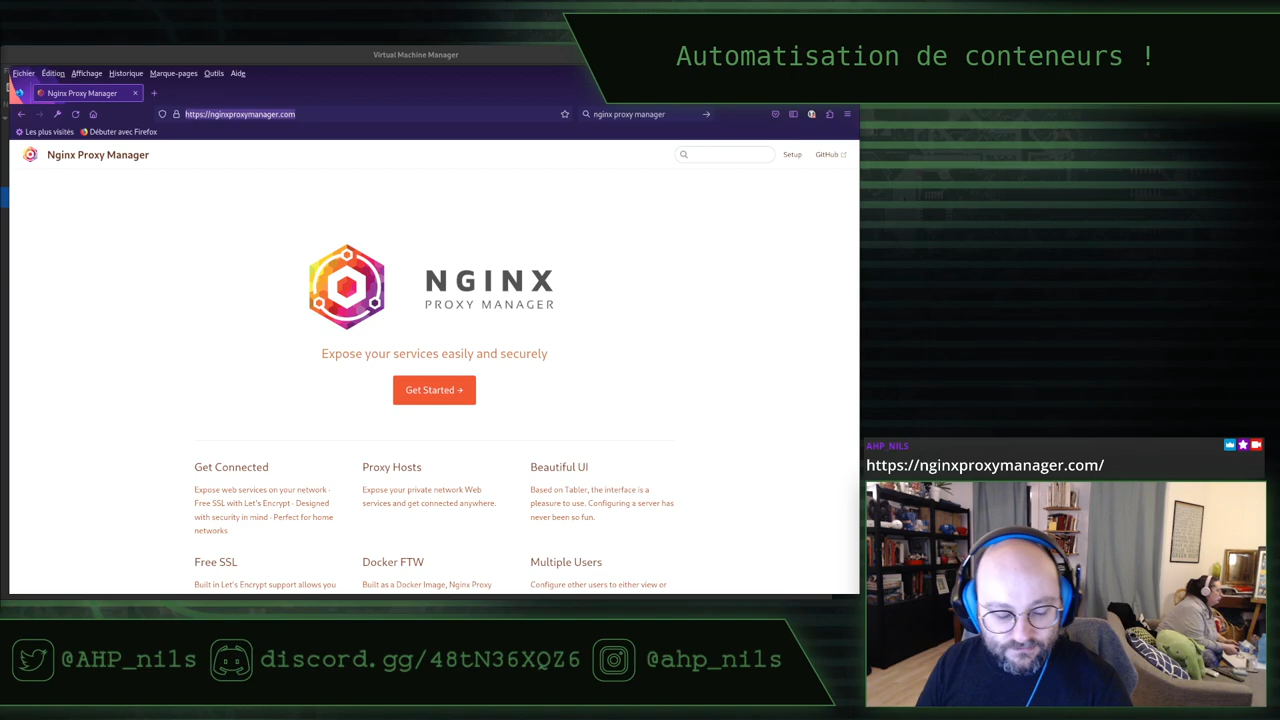 Automatisation de conteneurs !
Virtual Machine Manager
Fichier Édition Affichage Historique Marque-pages Outils Aide
Nginx Proxy Manager
https://nginxproxymanager.com
nginx proxy manager
Les plus visités Débuter avec Firefox
Nginx Proxy Manager
Setup GitHub
NGINX
PROXY MANAGER
Expose your services easily and securely
Get Started →
Get Connected
Expose web services on your network ·
Free SSL with Let's Encrypt · Designed
with security in mind · Perfect for home
networks
Proxy Hosts
Expose your private network Web
services and get connected anywhere.
Beautiful UI
Based on Tabler, the interface is a
pleasure to use. Configuring a server has
never been so fun.
Free SSL
Built in Let's Encrypt support allows you
Docker FTW
Built as a Docker Image, Nginx Proxy
Multiple Users
Configure other users to either view or
AHP_NILS
https://nginxproxymanager.com/
@AHP_nils
discord.gg/48tN36XQZ6
@ahp_nils